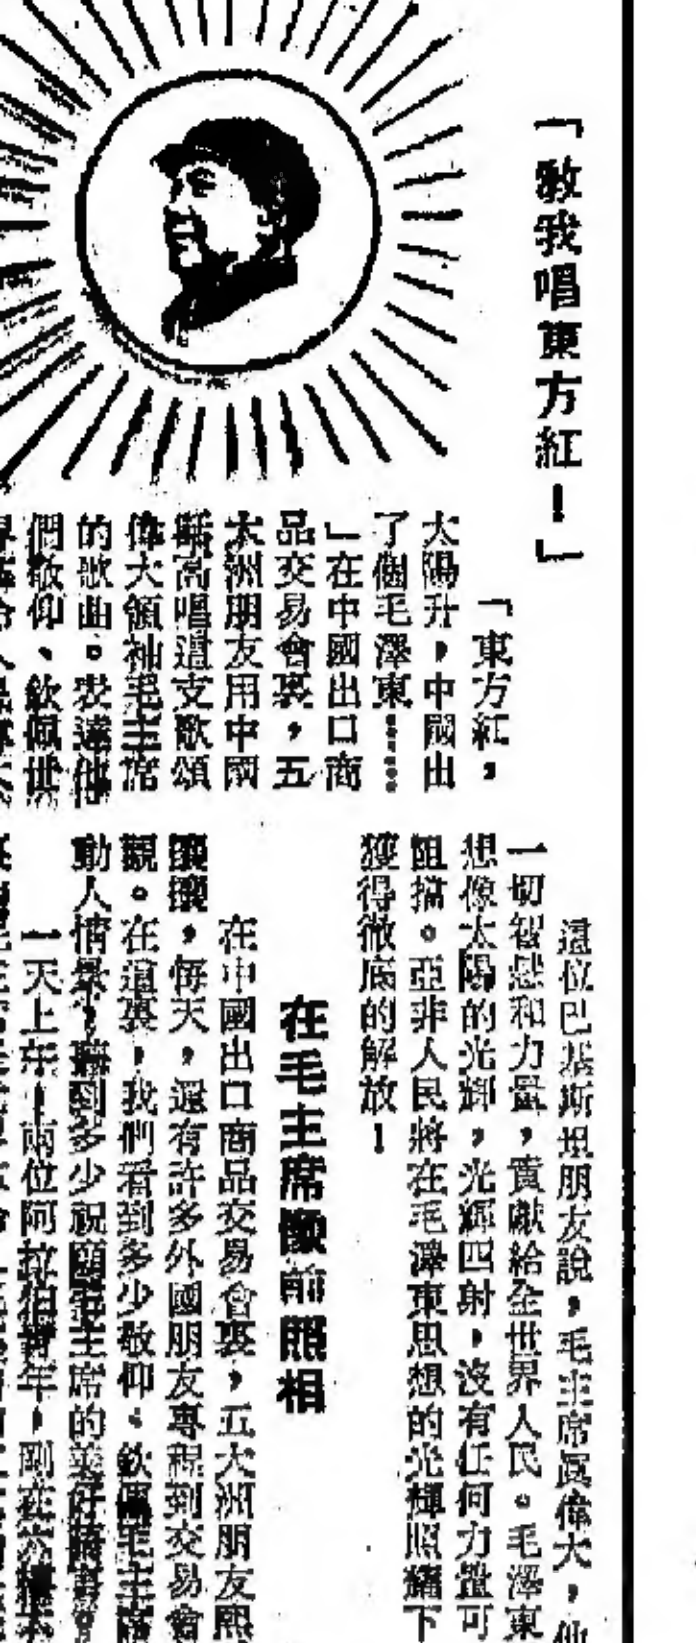 「教我唱東方紅！」
「東方紅，
太陽升，中國出
了個毛澤東……
」在中國出口商
品交易會裏，五
大洲朋友用中國
話高唱這支歌頌
偉大領袖毛主席
的歌曲。表達他
們敬仰、欽佩世
這位巴基斯坦朋友說，毛主席眞偉大，他
一切智慧和力量，貢獻給全世界人民。毛澤東
想像太陽的光輝，光輝四射，沒有任何力量可
阻擋。亞非人民將在毛澤東思想的光輝照耀下
獲得徹底的解放！
在毛主席像前照相
在中國出口商品交易會裏，五大洲朋友熙
攘攘，每天，還有許多外國朋友專程到交易會
觀。在這裏，我們看到多少敬仰、欽佩毛主席
動人情景，聽到多少祝願毛主席的
一天上午，兩位阿拉伯青年，剛